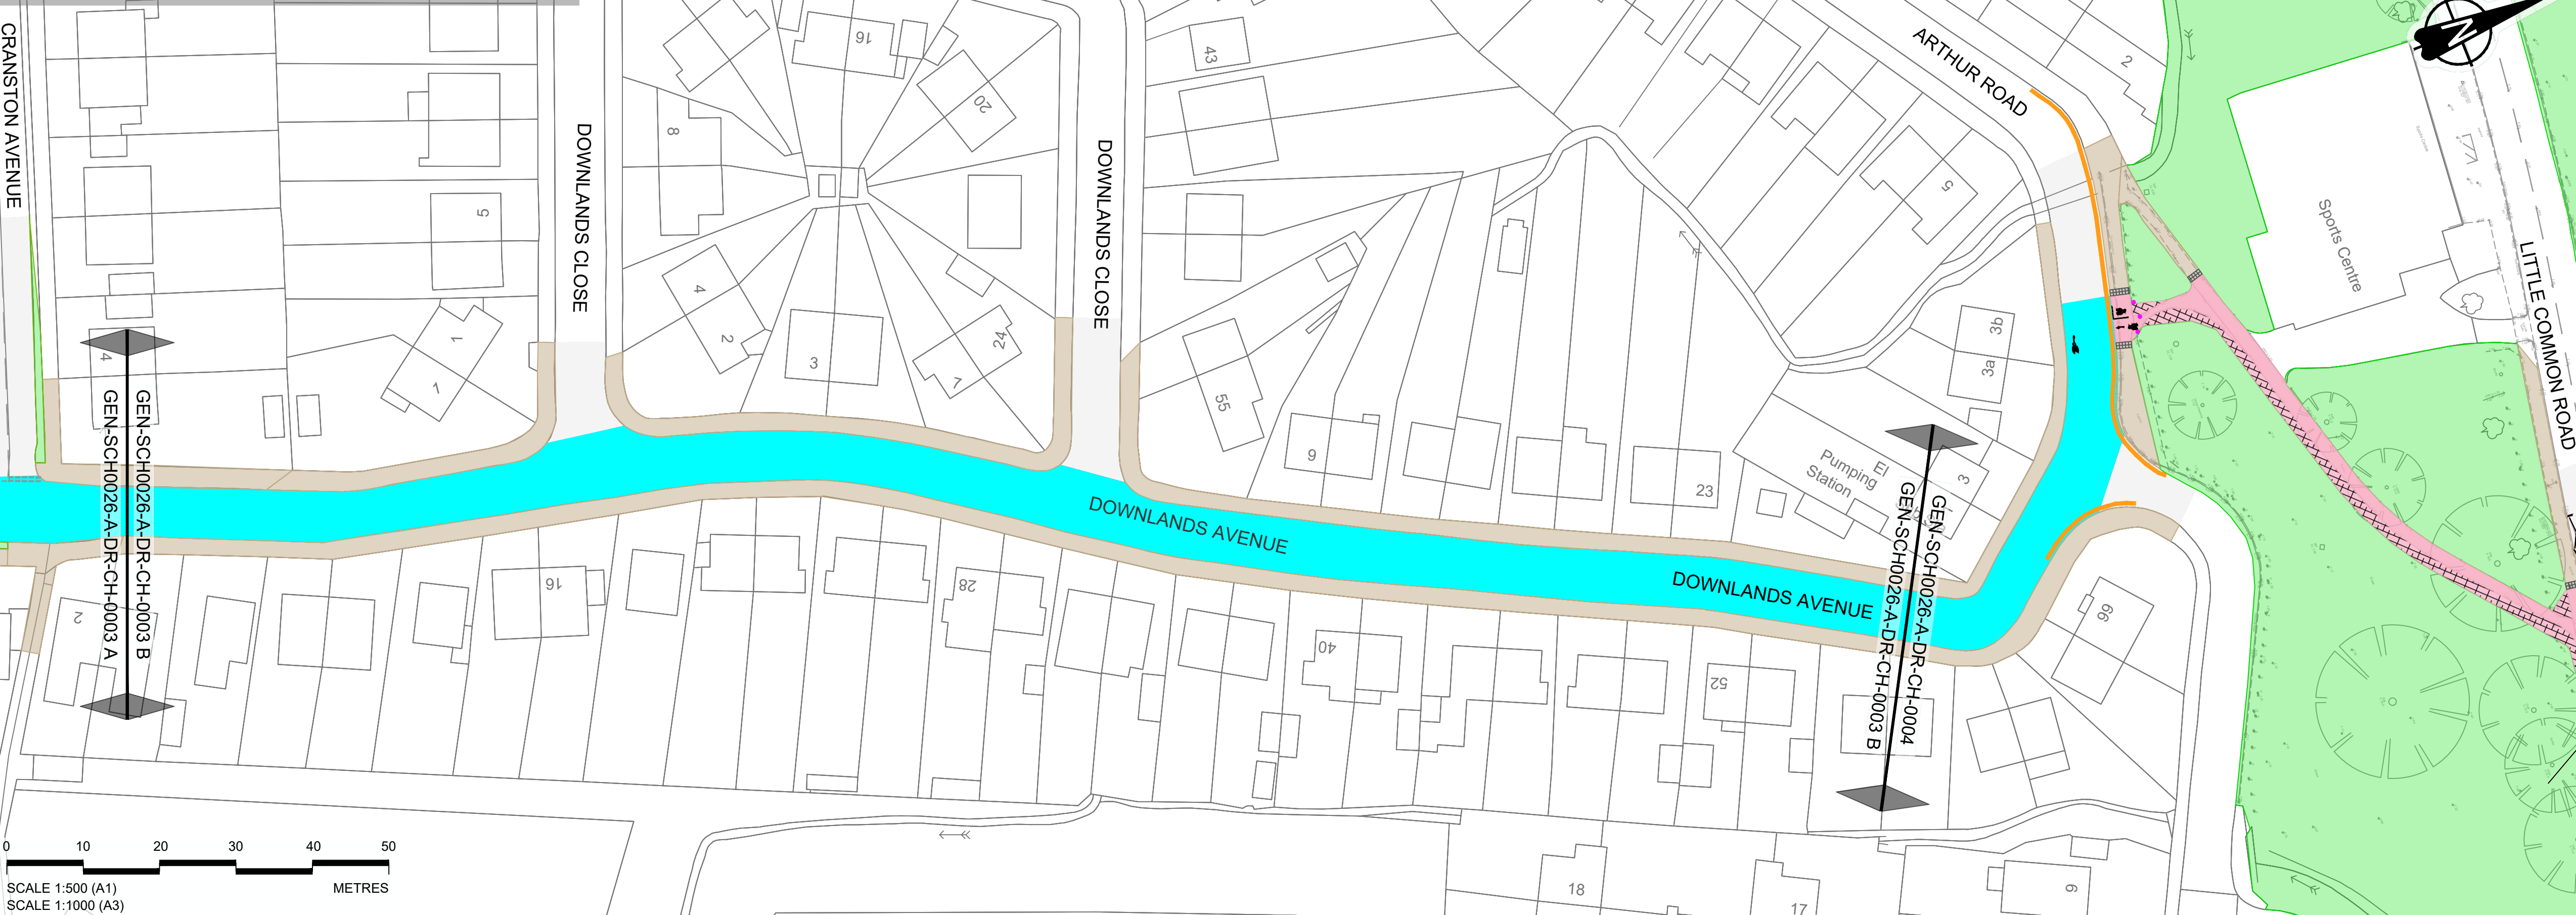 CRANSTON AVENUE
DOWNLANDS CLOSE
DOWNLANDS CLOSE
ARTHUR ROAD
LITTLE COMMON ROAD
Sports Centre
N
16
20
8
43
2
5
5
4
2
3
1
1
24
1
55
9
23
3b
3a
3
Pumping
Station
El
4
DOWNLANDS AVENUE
DOWNLANDS AVENUE
GEN-SCH0026-A-DR-CH-0003 A
GEN-SCH0026-A-DR-CH-0003 B
GEN-SCH0026-A-DR-CH-0003 B
GEN-SCH0026-A-DR-CH-0004
2
16
28
40
52
69
18
17
9
0 10 20 30 40 50
SCALE 1:500 (A1)
METRES
SCALE 1:1000 (A3)